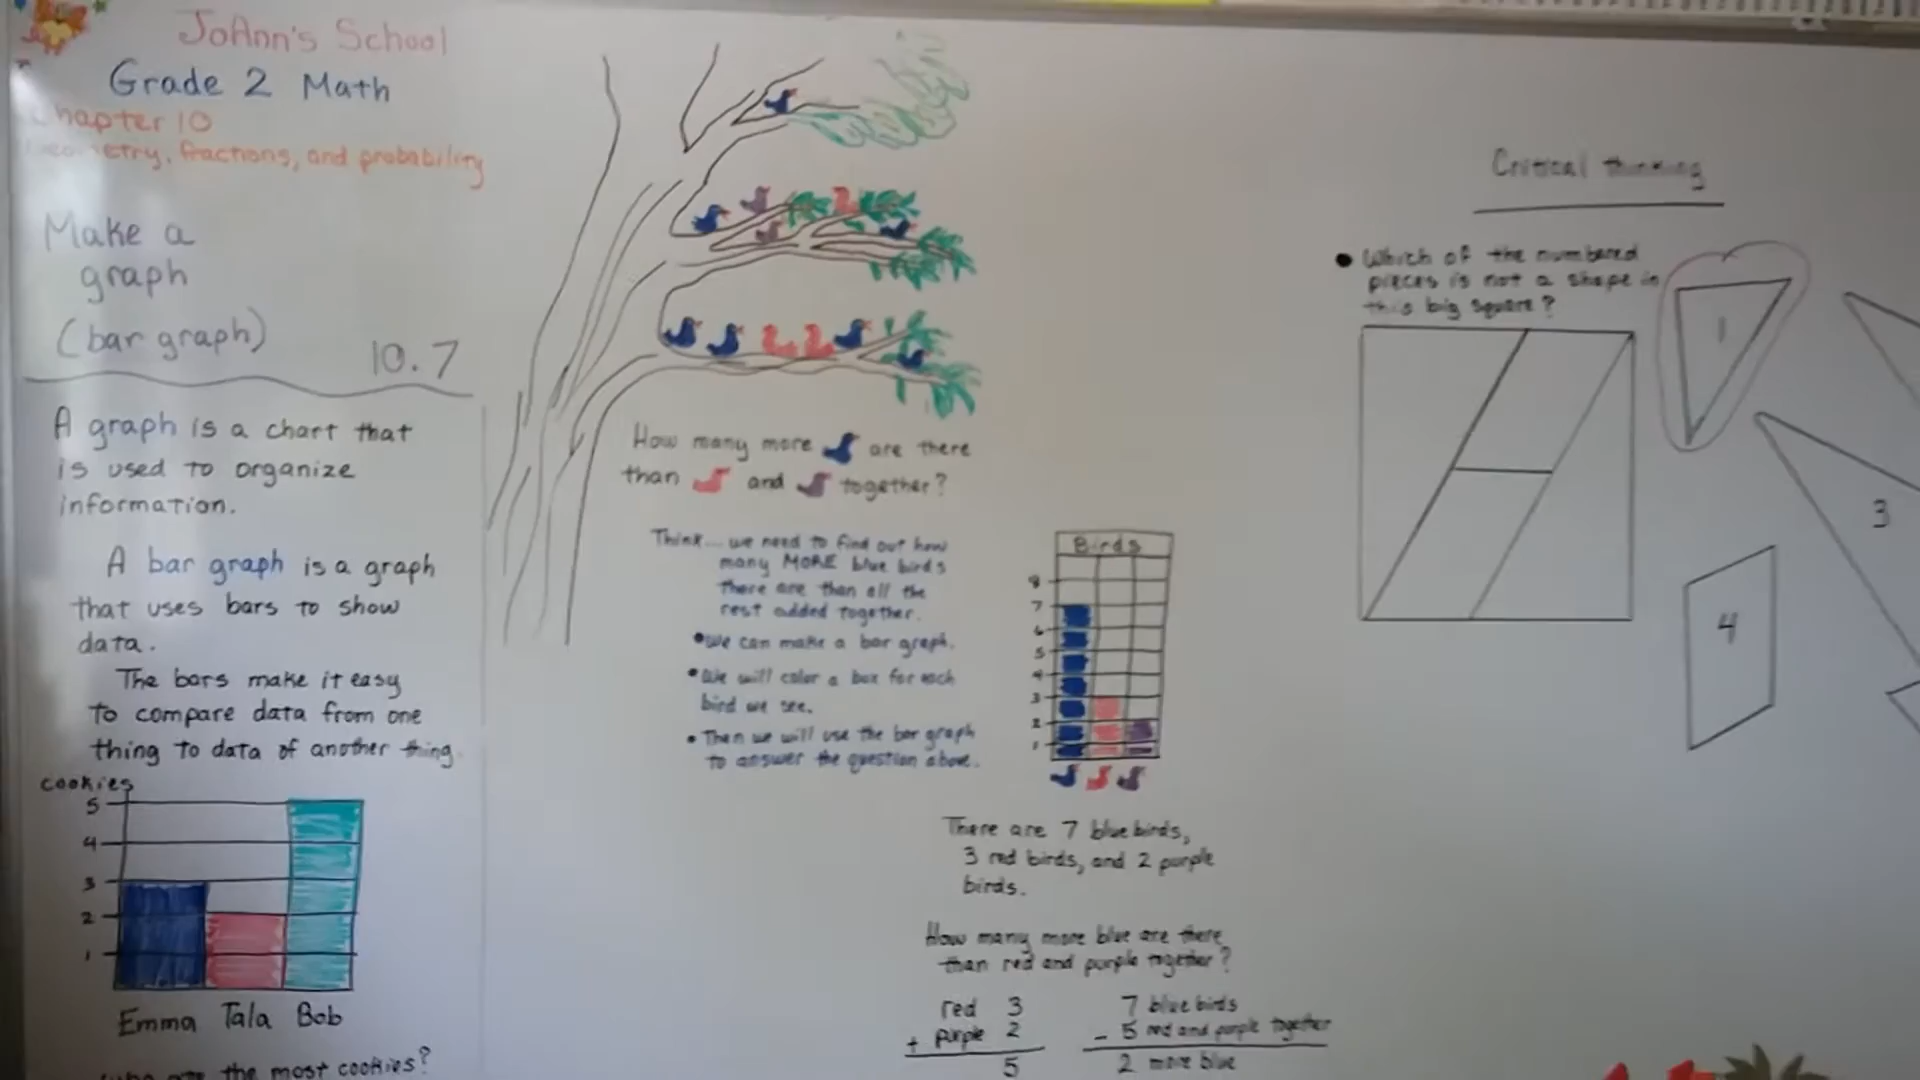 JoAnn's School
Grade 2 Math
Chapter 10
fractions, and probability
Make a
graph
(bar graph)
10.7
A graph is a chart that
is used to organize
information.
A bar graph is a graph
that uses bars to show
data.
The bars make it easy
to compare data from one
thing to data of another thing.
cookies
5
4
3
2
1
Emma Tala Bob
the most cookies?
How many more are there
than and together?
Think... we need to find out how
many MORE blue birds
there are than all the
rest added together.
• We can make a bar graph.
• We will color a box for each
bird we see.
• Then we will use the bar graph
to answer the question above.
Birds
8
7
6
5
4
3
2
1
There are 7 blue birds,
3 red birds, and 2 purple
birds.
How many more blue are there
than red and purple together?
red 3
+ purple 2
5
7 blue birds
- 5 red and purple together
2 more blue
Critical thinking
• Which of the numbered
pieces is not a shape in
this big square?
1
3
4